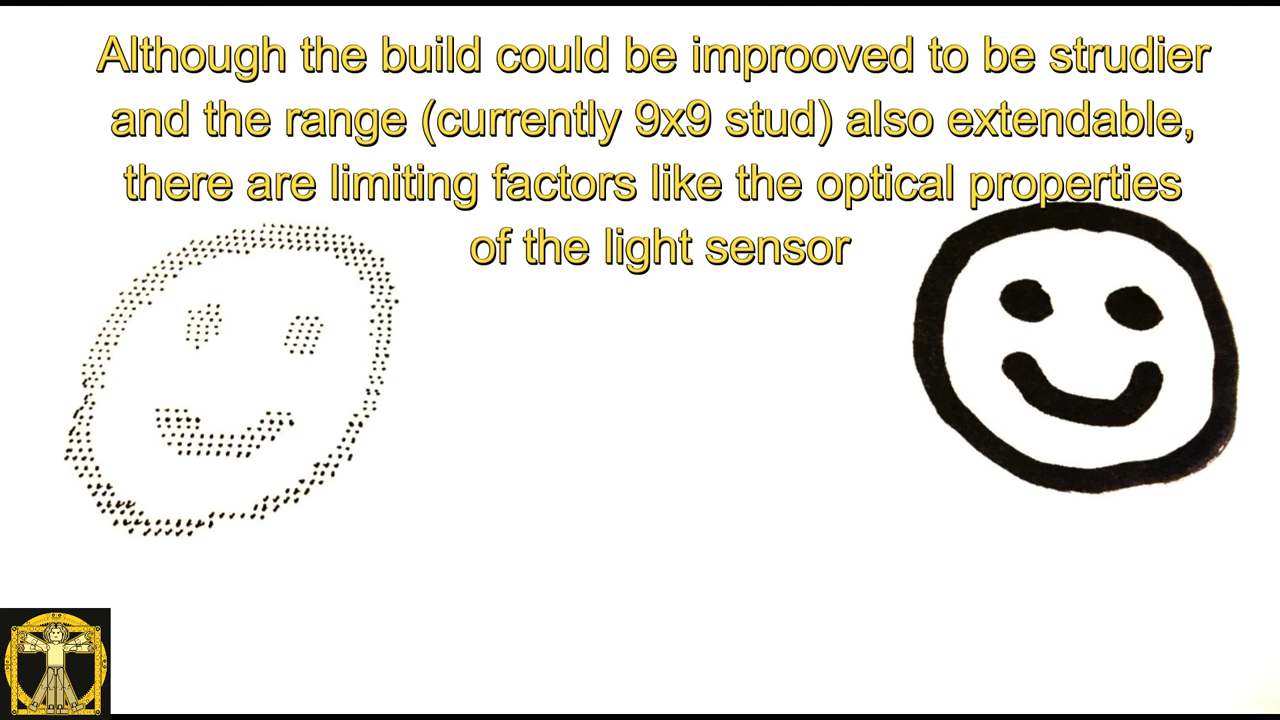 Although the build could be improoved to be strudier
and the range (currently 9x9 stud) also extendable,
there are limiting factors like the optical properties
of the light sensor